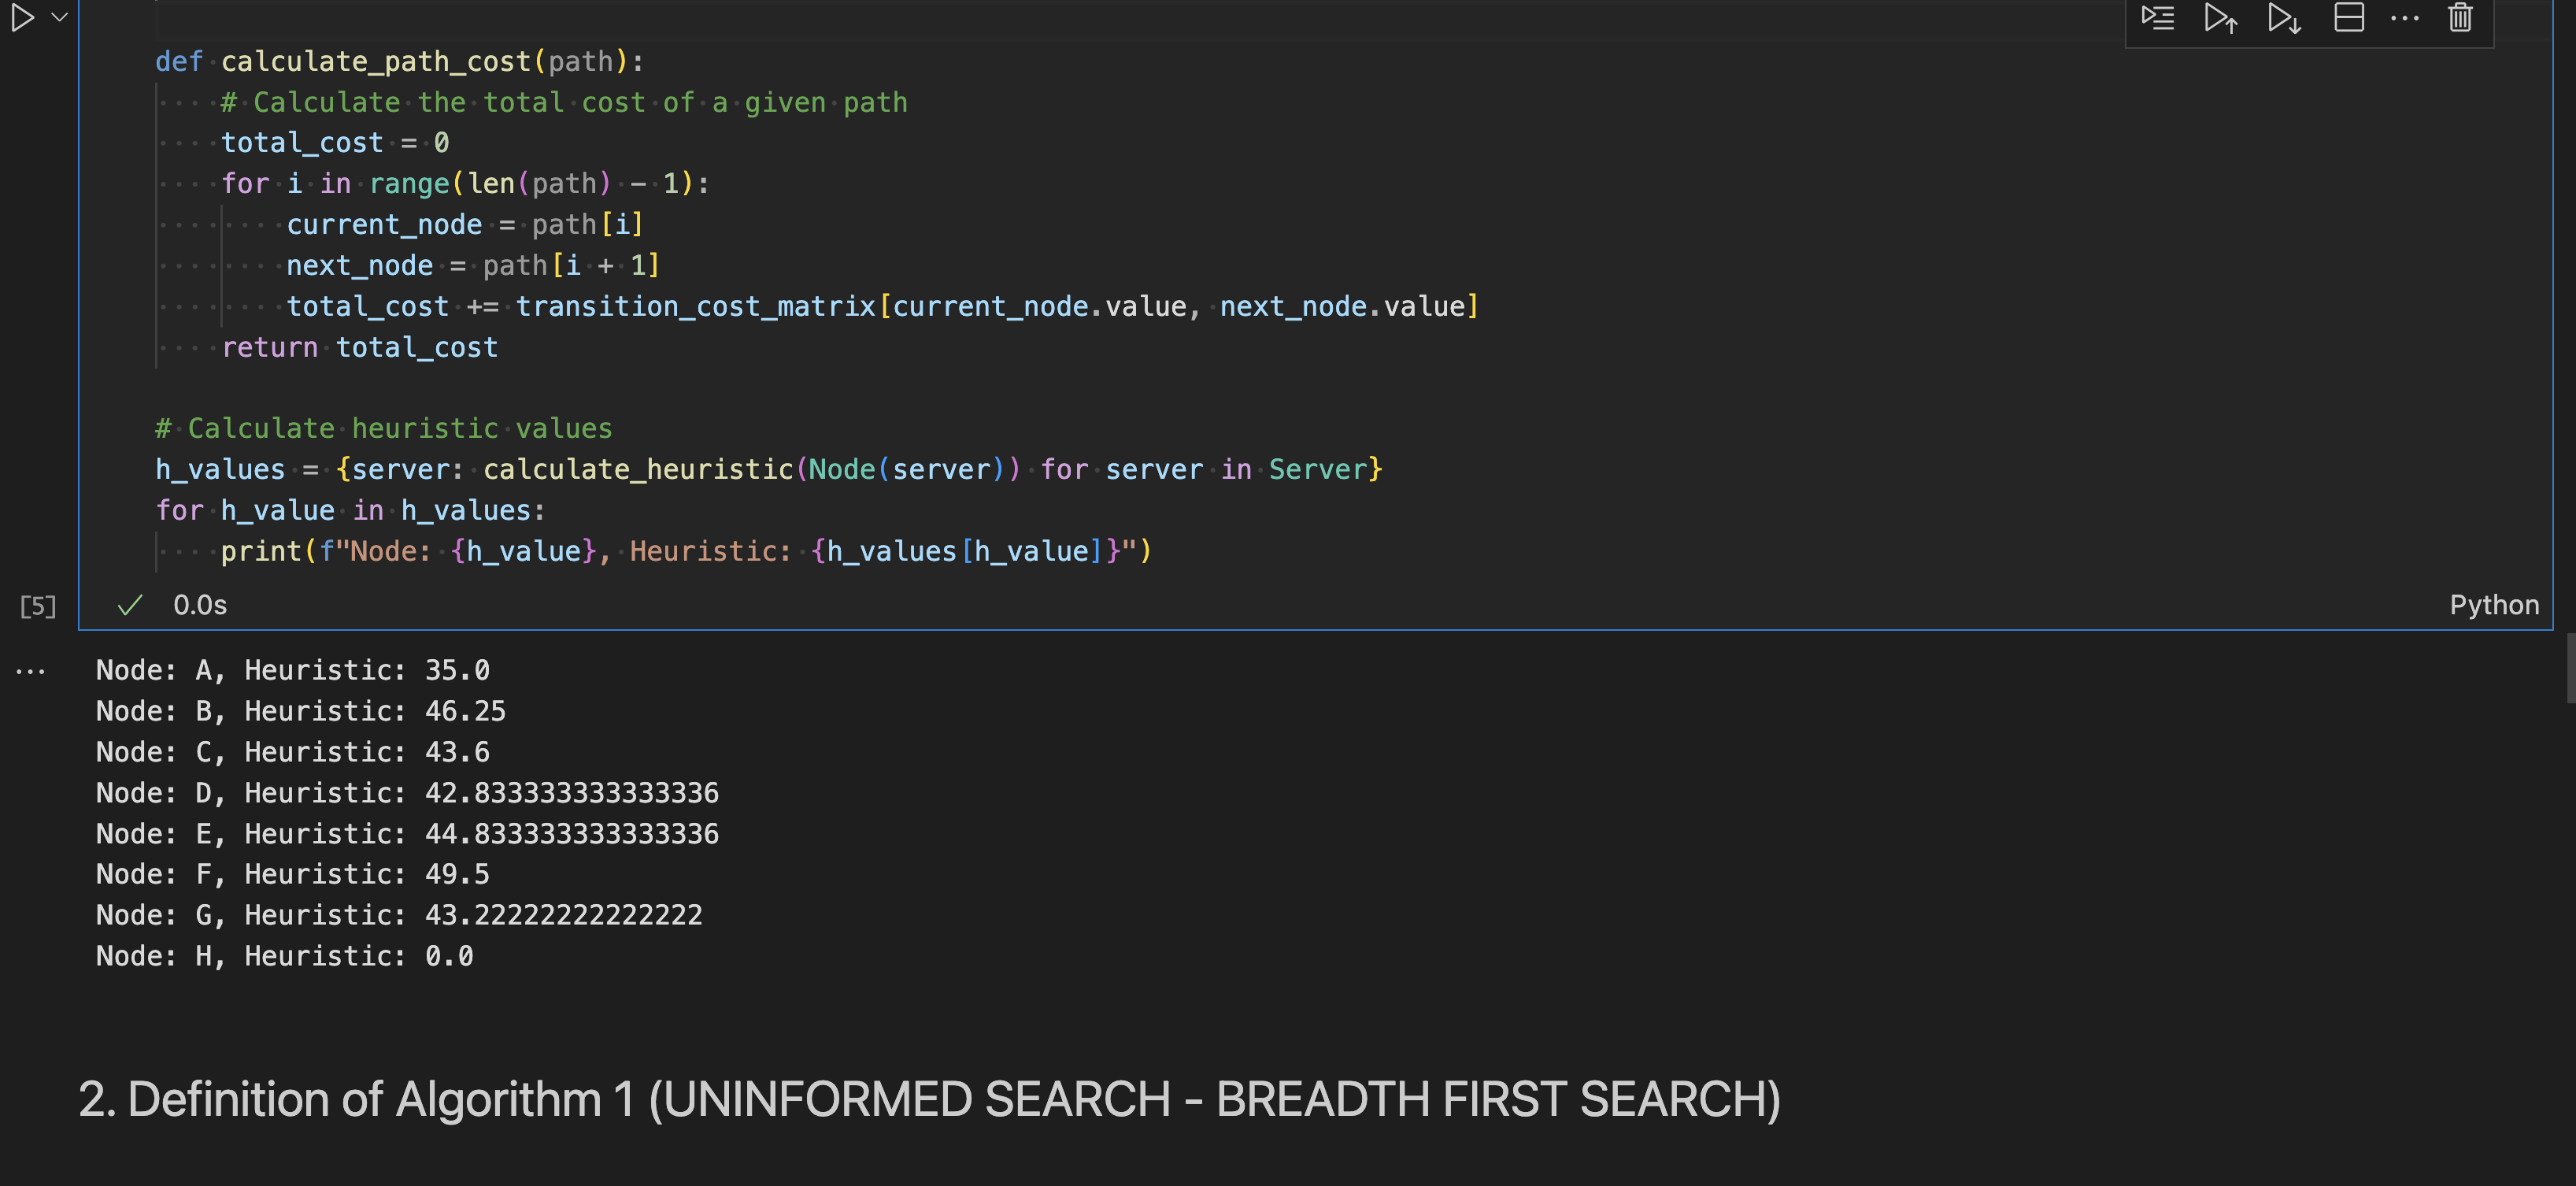 def calculate_path_cost(path):
    # Calculate the total cost of a given path
    total_cost = 0
    for i in range(len(path) - 1):
        current_node = path[i]
        next_node = path[i + 1]
        total_cost += transition_cost_matrix[current_node.value, next_node.value]
    return total_cost
# Calculate heuristic values
h_values = {server: calculate_heuristic(Node(server)) for server in Server}
for h_value in h_values:
    print(f"Node: {h_value}, Heuristic: {h_values[h_value]}")
[5] 0.0s Python
Node: A, Heuristic: 35.0
Node: B, Heuristic: 46.25
Node: C, Heuristic: 43.6
Node: D, Heuristic: 42.833333333333336
Node: E, Heuristic: 44.833333333333336
Node: F, Heuristic: 49.5
Node: G, Heuristic: 43.22222222222222
Node: H, Heuristic: 0.0
2. Definition of Algorithm 1 (UNINFORMED SEARCH - BREADTH FIRST SEARCH)